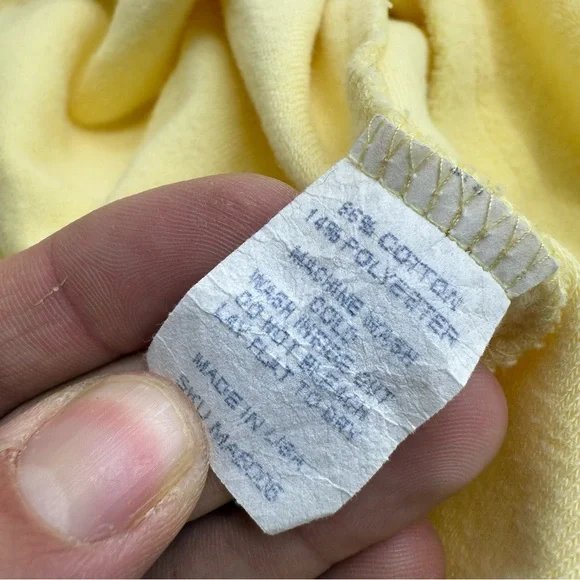 86% COTTON
14% POLYERTER
MACHINE WASH
COLD
WASH INSIDE OUT
DO NOT BLEACH
LAY FLAT TO DRY
MADE IN USA